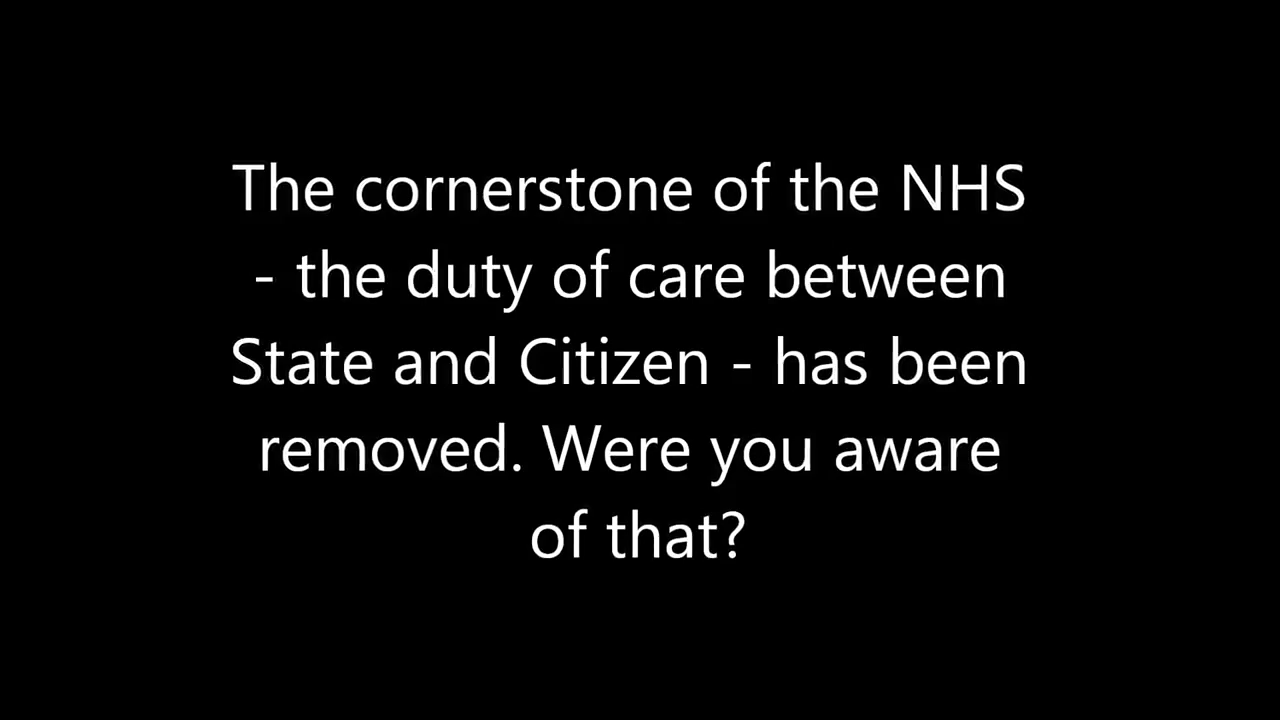 The cornerstone of the NHS
- the duty of care between
State and Citizen - has been
removed. Were you aware
of that?